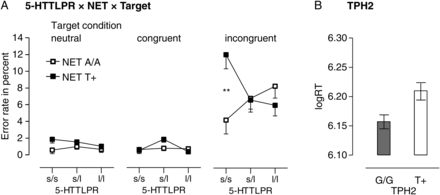 A 5-HTTLPR × NET × Target
Target condition
neutral congruent incongruent
NET A/A
NET T+
Error rate in percent
14
12
10
8
6
4
2
0
**
s/s s/l l/l s/s s/l l/l s/s s/l l/l
5-HTTLPR 5-HTTLPR 5-HTTLPR
B TPH2
logRT
6.25
6.20
6.15
6.10
G/G T+
TPH2